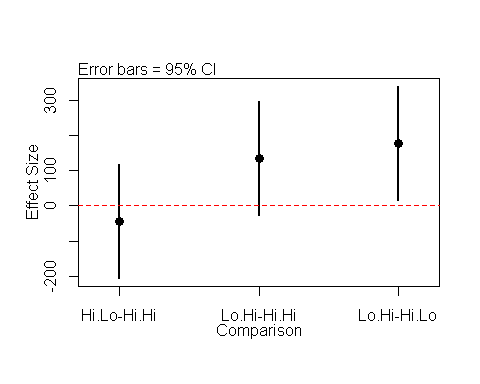 Error bars = 95% CI
Effect Size
300
100
0
-200
Hi.Lo-Hi.Hi
Lo.Hi-Hi.Hi
Lo.Hi-Hi.Lo
Comparison